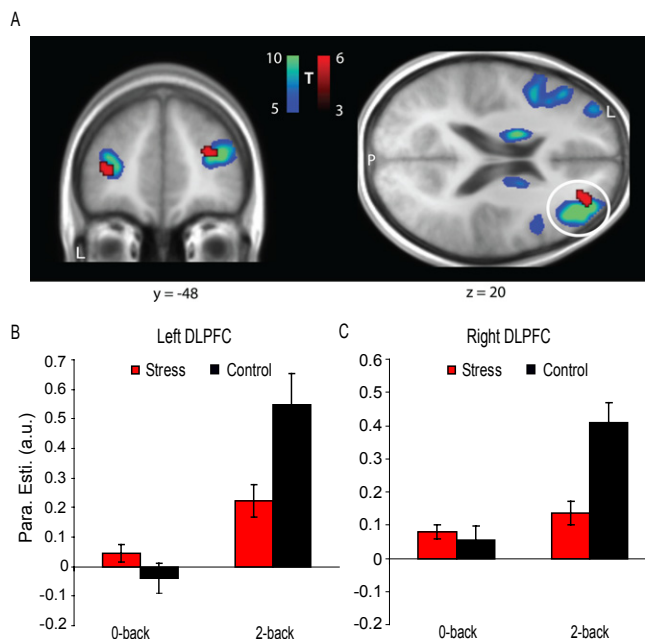 A
10 6
T
5 3
L
L
P
y = -48
z = 20
B Left DLPFC
Stress Control
Para. Esti. (a.u.)
0.7
0.6
0.5
0.4
0.3
0.2
0.1
0
-0.1
-0.2
0-back 2-back
C Right DLPFC
Stress Control
0.6
0.5
0.4
0.3
0.2
0.1
0
-0.1
-0.2
0-back 2-back